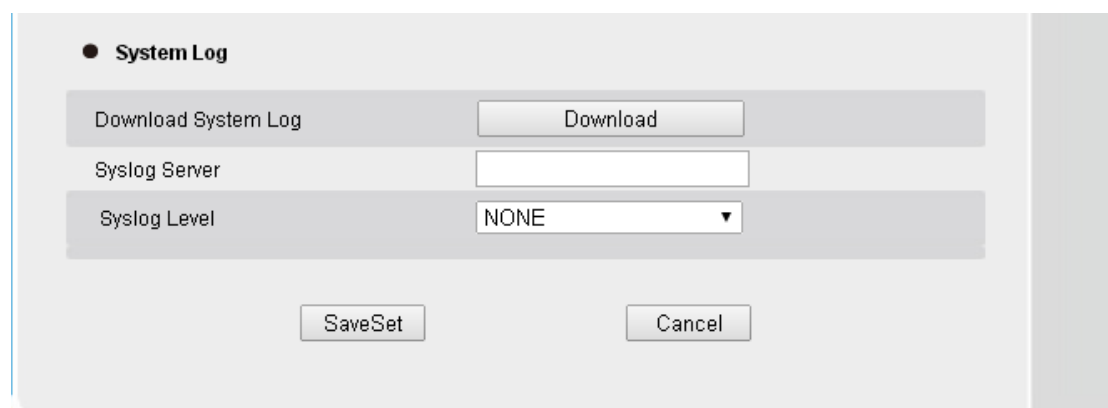 System Log
Download System Log Download
Syslog Server
Syslog Level NONE
SaveSet Cancel